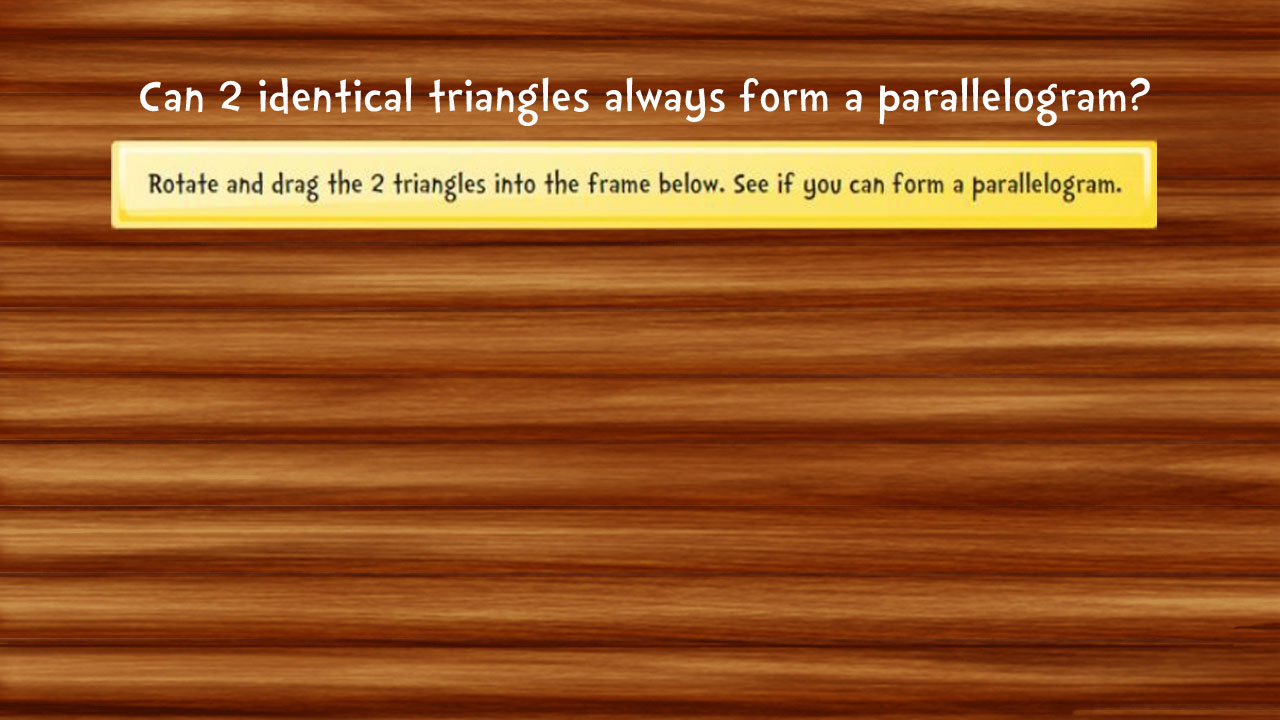 Can 2 identical triangles always form a parallelogram?
Rotate and drag the 2 triangles into the frame below. See if you can form a parallelogram.